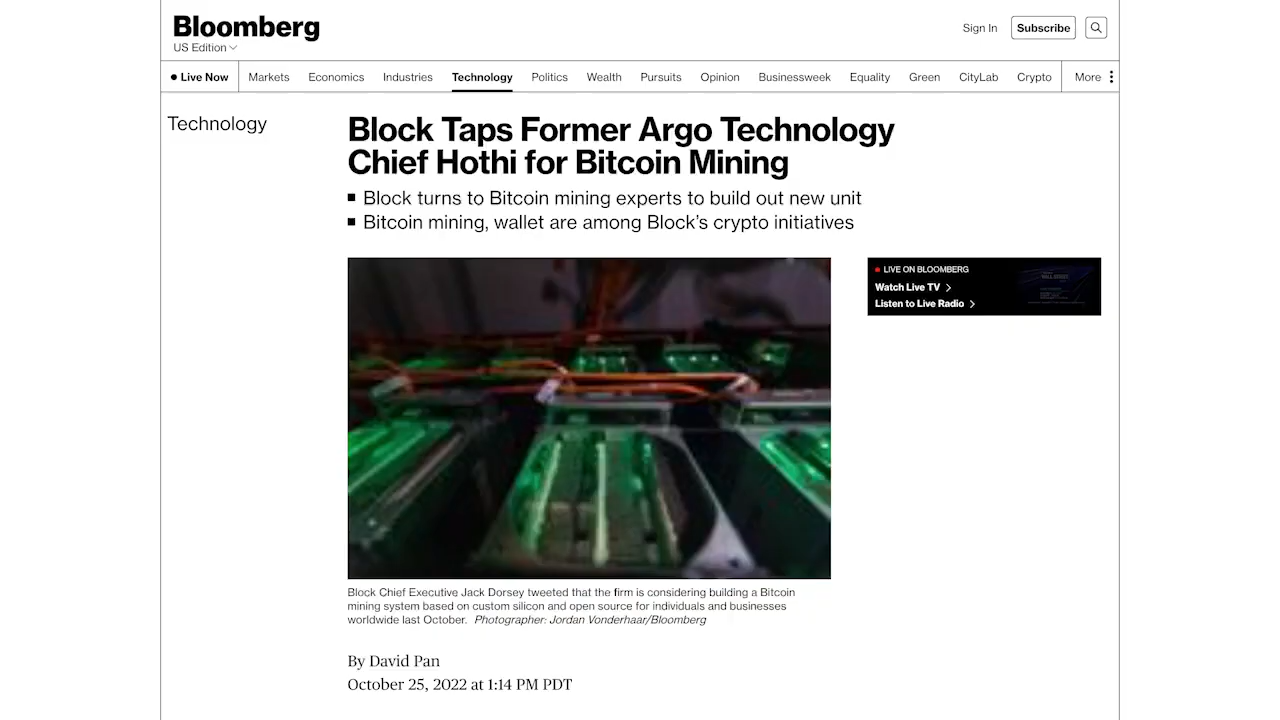 Bloomberg
US Edition
Sign In
Subscribe
Live Now
Markets
Economics
Industries
Technology
Politics
Wealth
Pursuits
Opinion
Businessweek
Equality
Green
CityLab
Crypto
More
Technology
Block Taps Former Argo Technology
Chief Hothi for Bitcoin Mining
Block turns to Bitcoin mining experts to build out new unit
Bitcoin mining, wallet are among Block's crypto initiatives
LIVE ON BLOOMBERG
Watch Live TV
Listen to Live Radio
Block Chief Executive Jack Dorsey tweeted that the firm is considering building a Bitcoin
mining system based on custom silicon and open source for individuals and businesses
worldwide last October. Photographer: Jordan Vonderhaar/Bloomberg
By David Pan
October 25, 2022 at 1:14 PM PDT